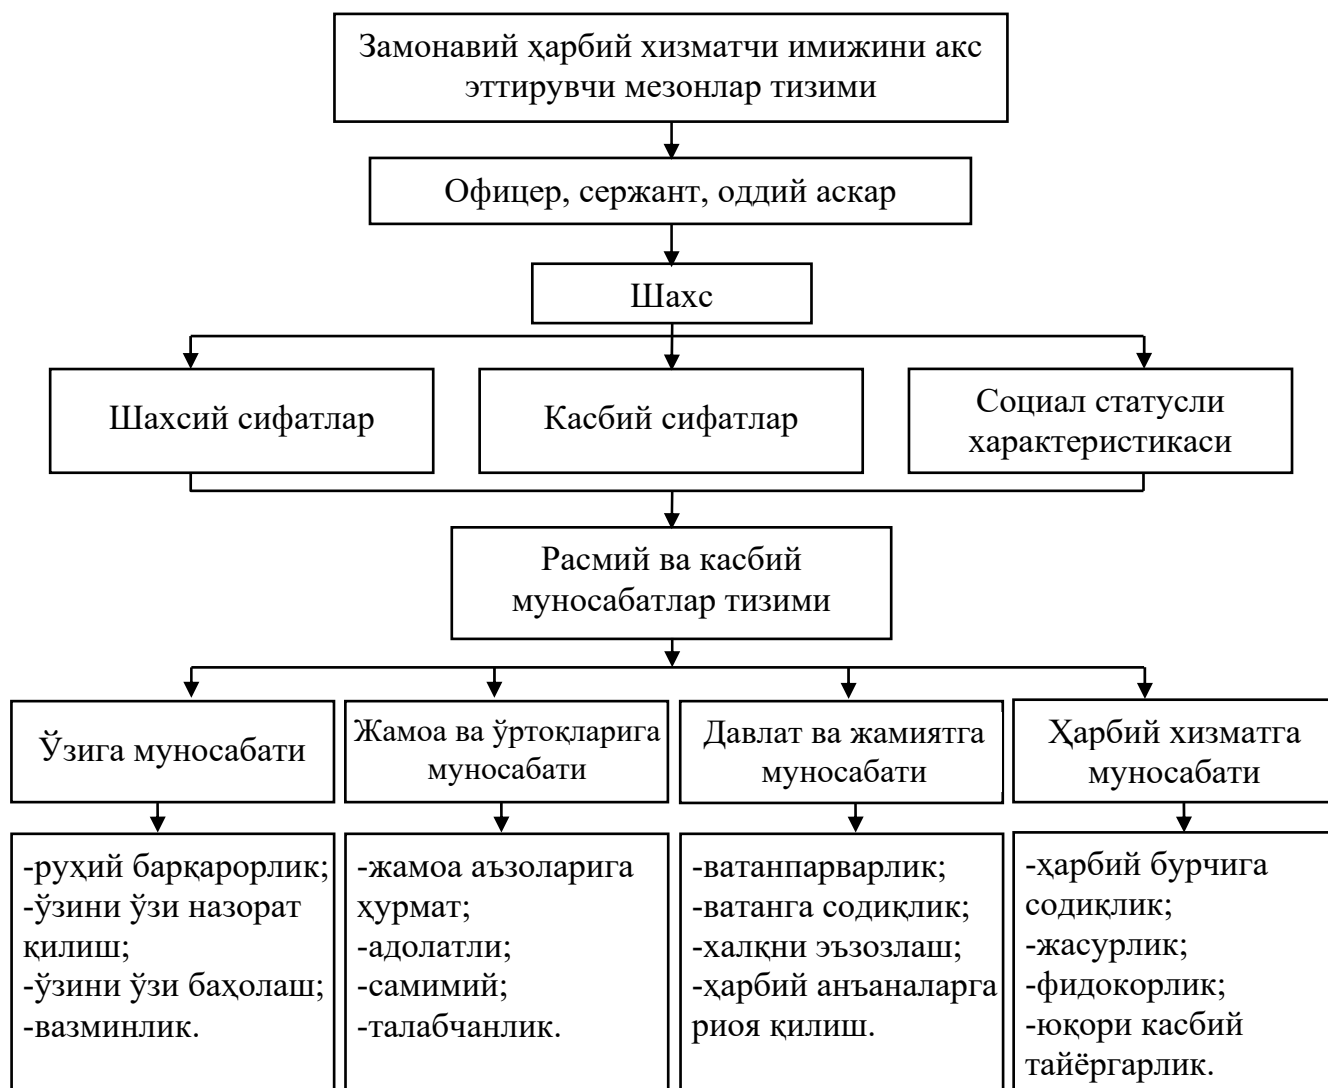 Замонавий ҳарбий хизматчи имижини акс
эттирувчи мезонлар тизими
Офицер, сержант, оддий аскар
Шахс
Шахсий сифатлар
Касбий сифатлар
Социал статусли
характеристикаси
Расмий ва касбий
муносабатлар тизими
Ўзига муносабати
Жамоа ва ўртоқларига
муносабати
Давлат ва жамиятга
муносабати
Ҳарбий хизматга
муносабати
-руҳий барқарорлик;
-ўзини ўзи назорат
қилиш;
-ўзини ўзи баҳолаш;
-вазминлик.
-жамоа аъзоларига
ҳурмат;
-адолатли;
-самимий;
-талабчанлик.
-ватанпарварлик;
-ватанга содиқлик;
-халқни эъзозлаш;
-ҳарбий анъаналарга
риоя қилиш.
-ҳарбий бурчига
содиқлик;
-жасурлик;
-фидокорлик;
-юқори касбий
тайёргарлик.